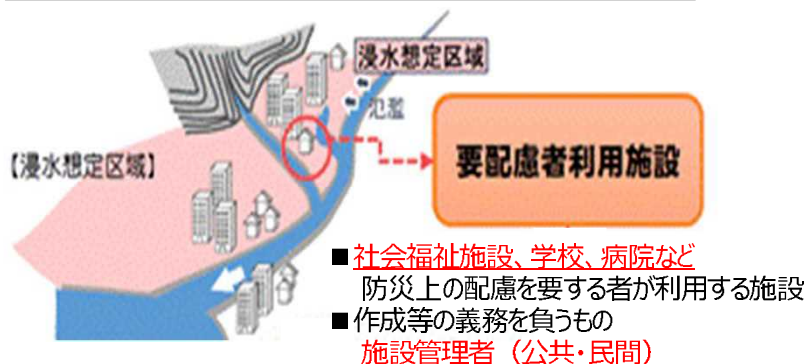 浸水想定区域
氾濫
【浸水想定区域】
要配慮者利用施設
■社会福祉施設、学校、病院など
防災上の配慮を要する者が利用する施設
■作成等の義務を負うもの
施設管理者（公共・民間）